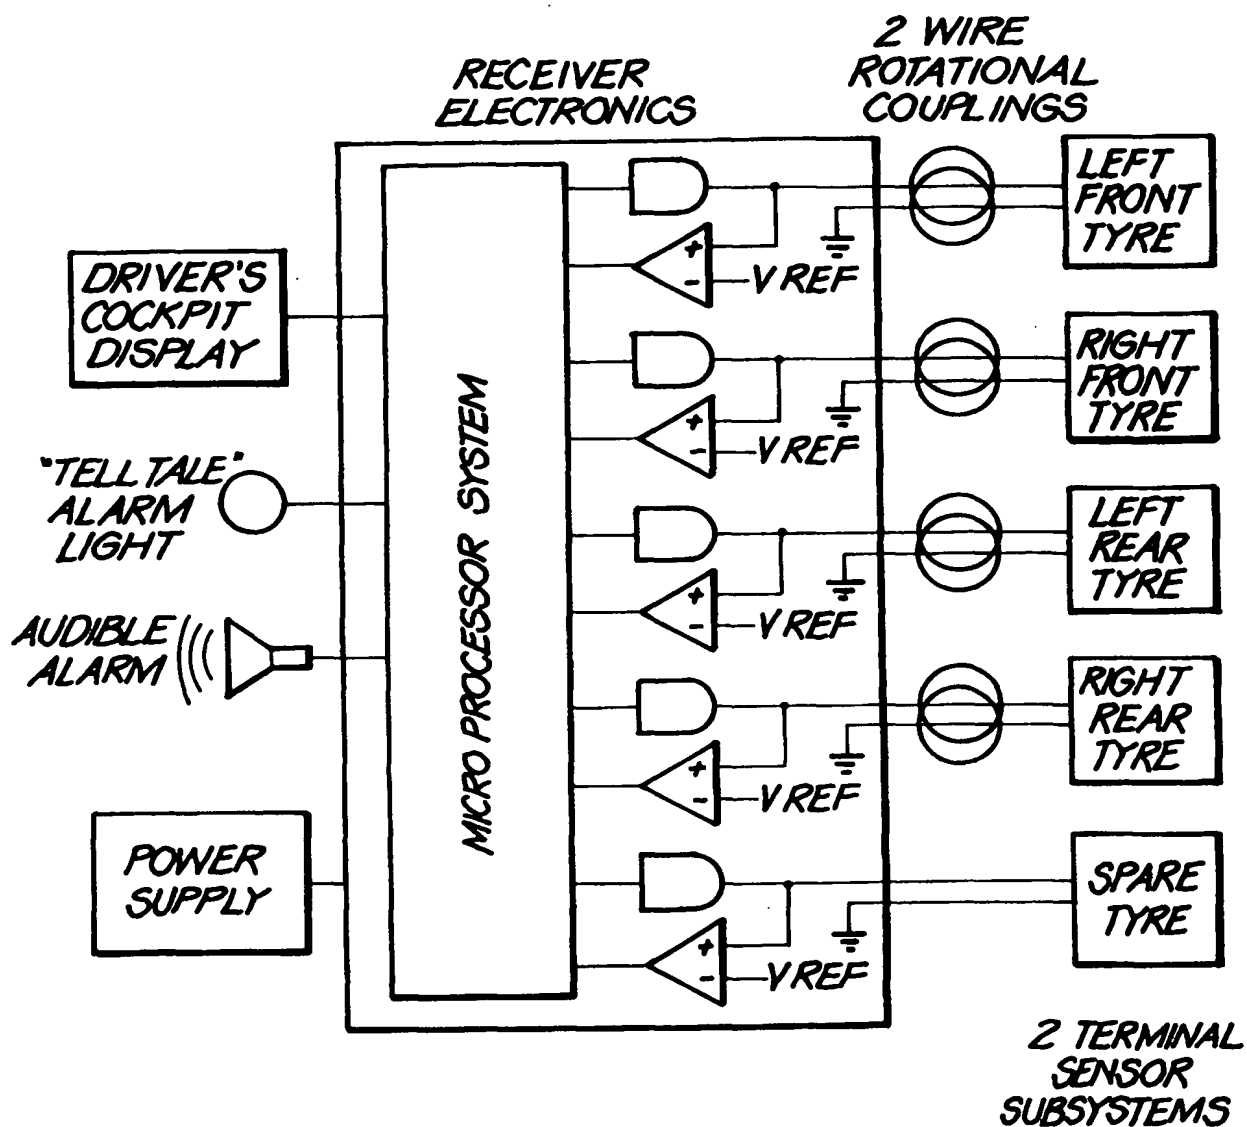 2 WIRE
ROTATIONAL
COUPLINGS
RECEIVER
ELECTRONICS
LEFT
FRONT
TYRE
DRIVER'S
COCKPIT
DISPLAY
+
-
V REF
RIGHT
FRONT
TYRE
+
-
V REF
"TELL TALE"
ALARM
LIGHT
MICRO PROCESSOR SYSTEM
LEFT
REAR
TYRE
+
-
V REF
AUDIBLE
ALARM
RIGHT
REAR
TYRE
+
-
V REF
POWER
SUPPLY
SPARE
TYRE
+
-
V REF
2 TERMINAL
SENSOR
SUBSYSTEMS